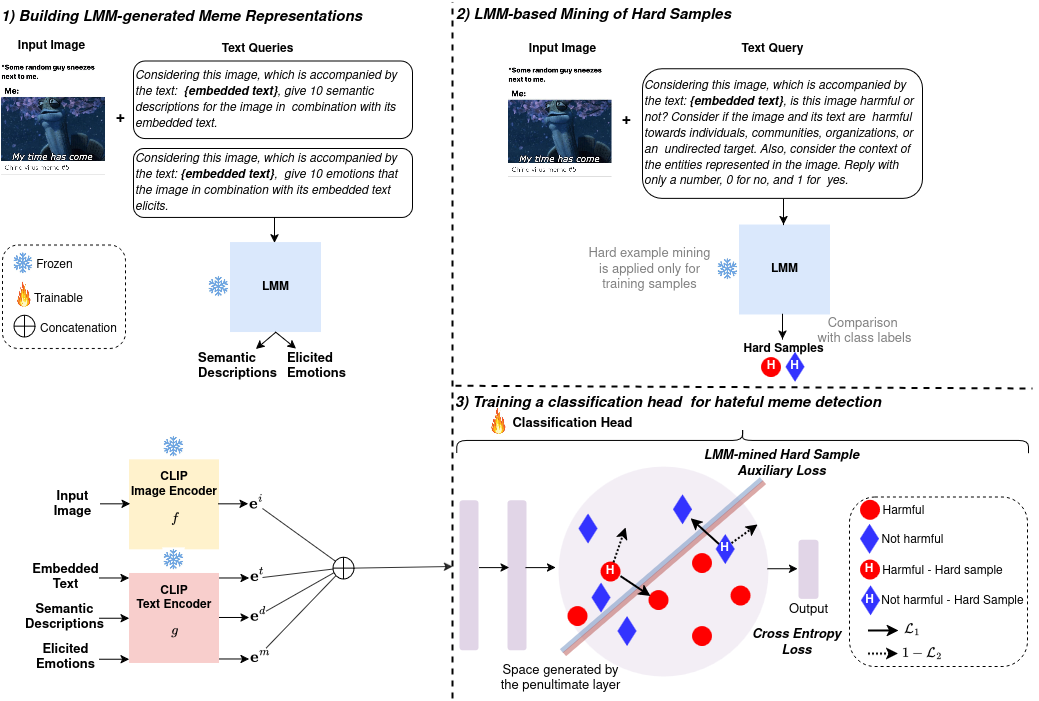 1) Building LMM-generated Meme Representations
Input Image
Text Queries
*Some random guy sneezes
next to me.
Me:
My time has come
China virus meme #5
+
Considering this image, which is accompanied by
the text: {embedded text}, give 10 semantic
descriptions for the image in combination with its
embedded text.
Considering this image, which is accompanied by
the text: {embedded text}, give 10 emotions that
the image in combination with its embedded text
elicits.
Frozen
Trainable
Concatenation
LMM
Semantic
Descriptions
Elicited
Emotions
CLIP
Image Encoder
f
Input
Image
e^i
CLIP
Text Encoder
g
Embedded
Text
e^t
Semantic
Descriptions
e^d
Elicited
Emotions
e^m
2) LMM-based Mining of Hard Samples
Input Image
Text Query
*Some random guy sneezes
next to me.
Me:
My time has come
China virus meme #5
+
Considering this image, which is accompanied by
the text: {embedded text}, is this image harmful or
not? Consider if the image and its text are harmful
towards individuals, communities, organizations, or
an undirected target. Also, consider the context of
the entities represented in the image. Reply with
only a number, 0 for no, and 1 for yes.
Hard example mining
is applied only for
training samples
LMM
Comparison
with class labels
Hard Samples
H
H
3) Training a classification head for hateful meme detection
Classification Head
LMM-mined Hard Sample
Auxiliary Loss
H
H
Space generated by
the penultimate layer
Output
Cross Entropy
Loss
Harmful
Not harmful
H Harmful - Hard sample
H Not harmful - Hard Sample
ℒ₁
1 − ℒ₂